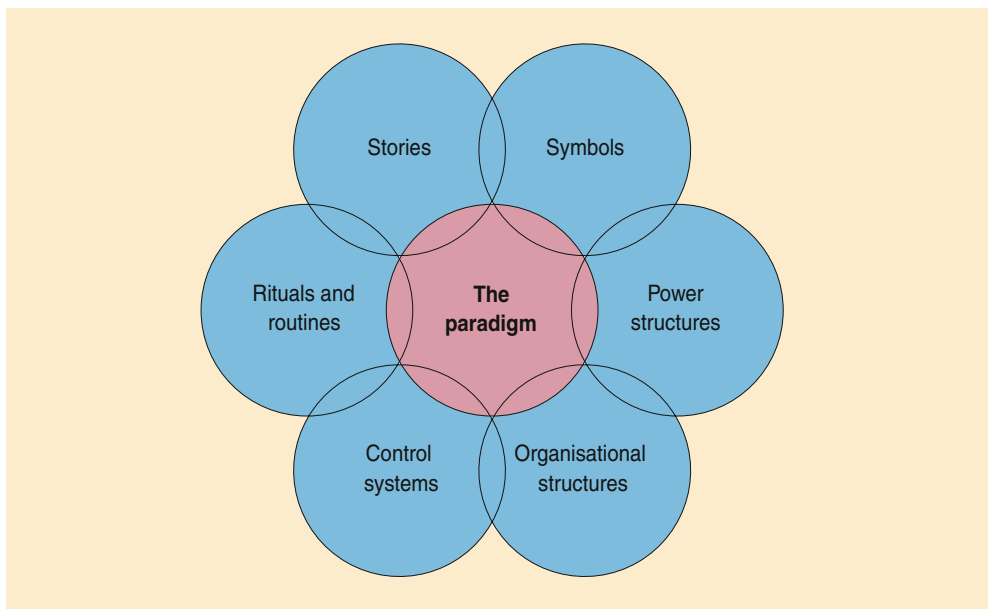 Stories
Symbols
Rituals and
routines
The
paradigm
Power
structures
Control
systems
Organisational
structures